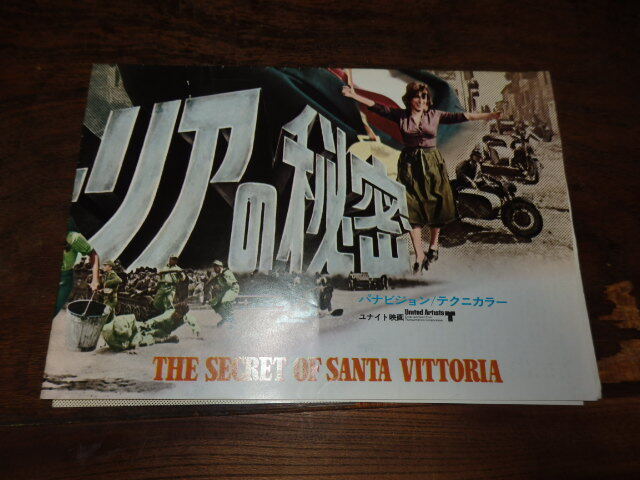 リアの秘密
パナビジョン/テクニカラー
ユナイト映画 United Artists
THE SECRET OF SANTA VITTORIA